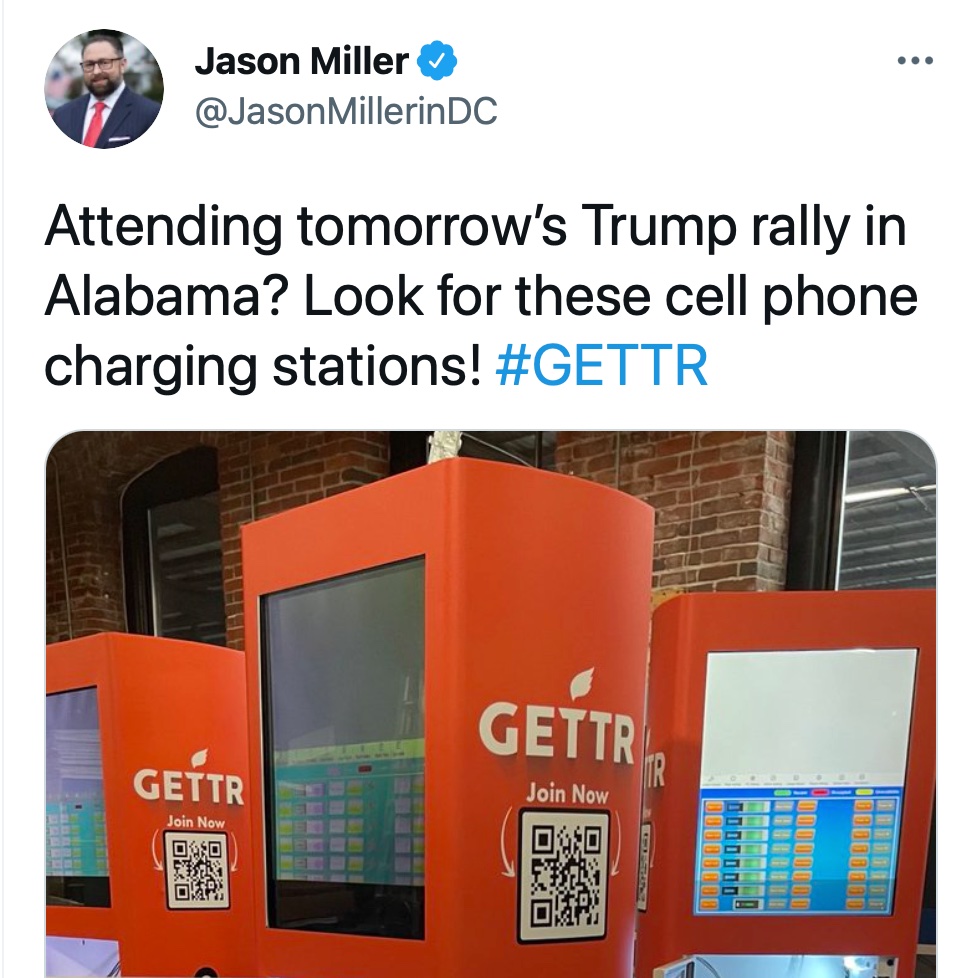 Jason Miller
@JasonMillerinDC
Attending tomorrow’s Trump rally in
Alabama? Look for these cell phone
charging stations! #GETTR
GETTR
Join Now
GETTR
Join Now
TR